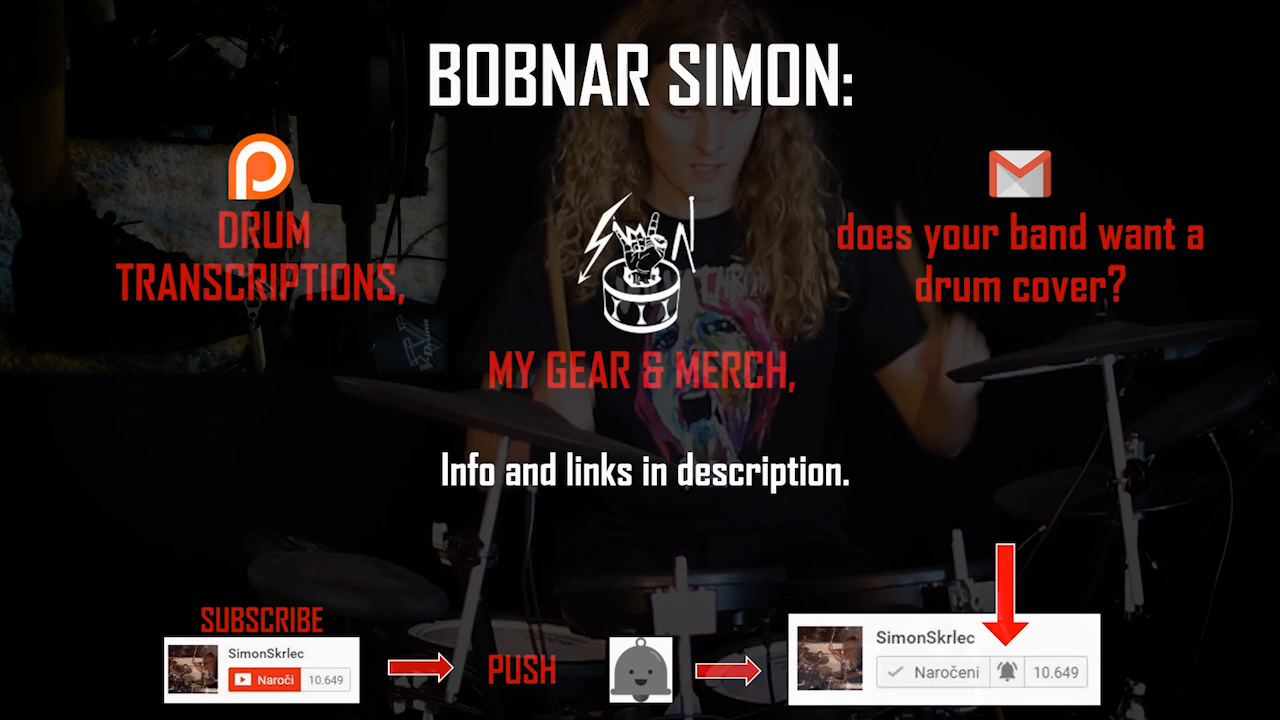 BOBNAR SIMON:
DRUM
TRANSCRIPTIONS,
SIMON
MY GEAR & MERCH,
does your band want a
drum cover?
Info and links in description.
SUBSCRIBE
SimonSkrlec
Naroči 10.649
PUSH
SimonSkrlec
Naročeni 10.649